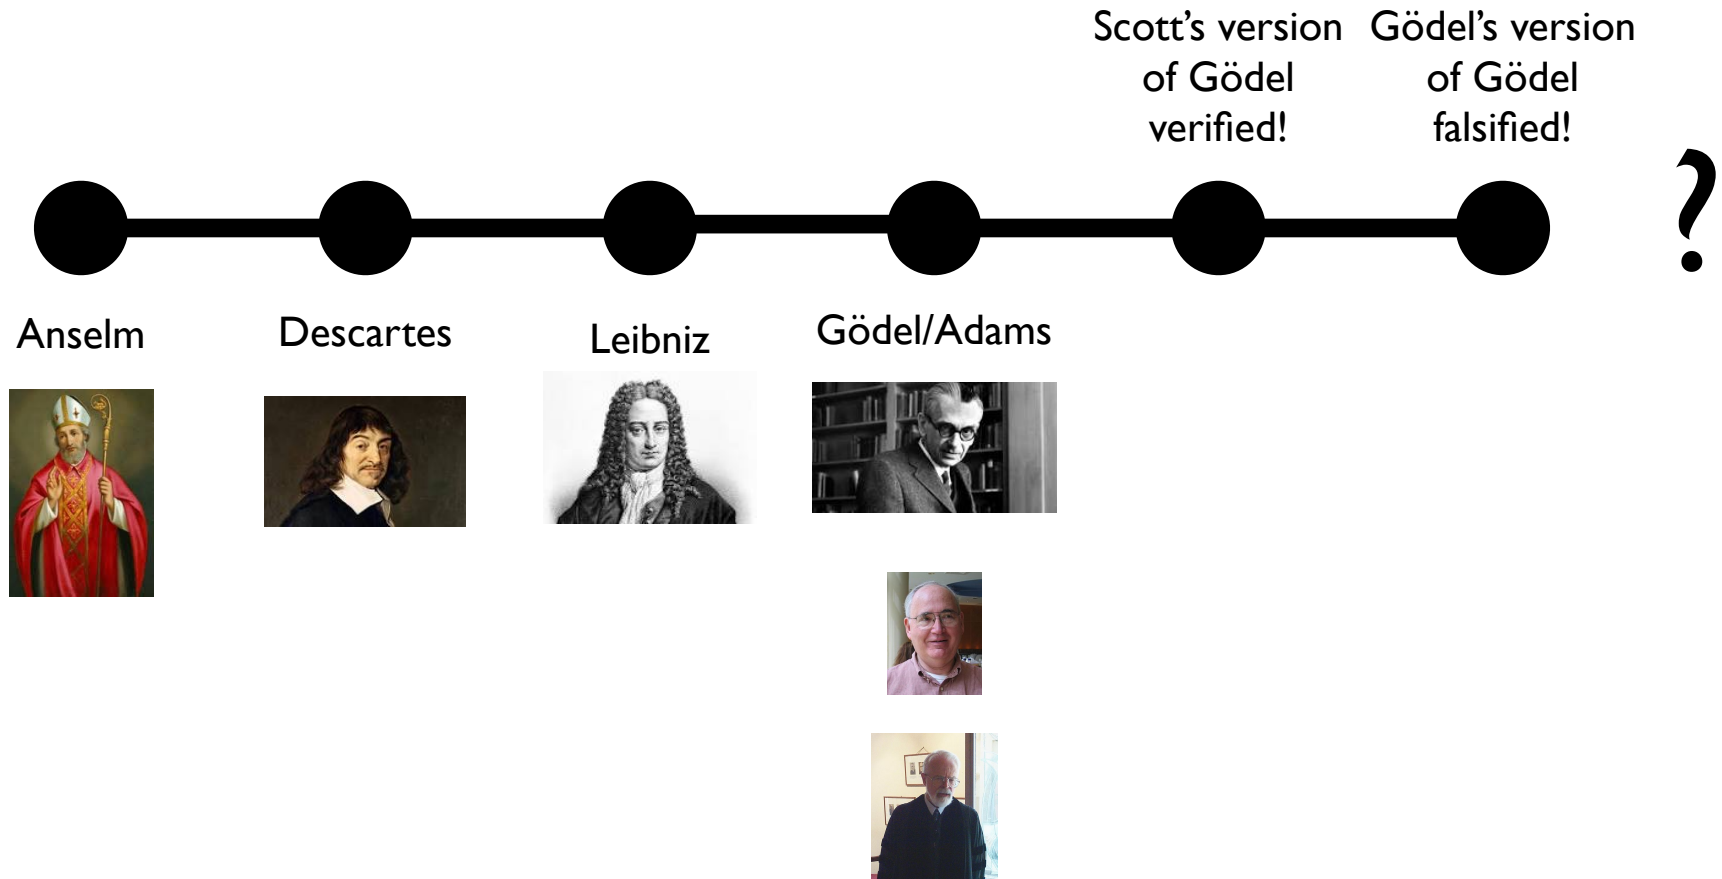 Scott’s version
of Gödel
verified!
Gödel’s version
of Gödel
falsified!
?
Anselm
Descartes
Leibniz
Gödel/Adams